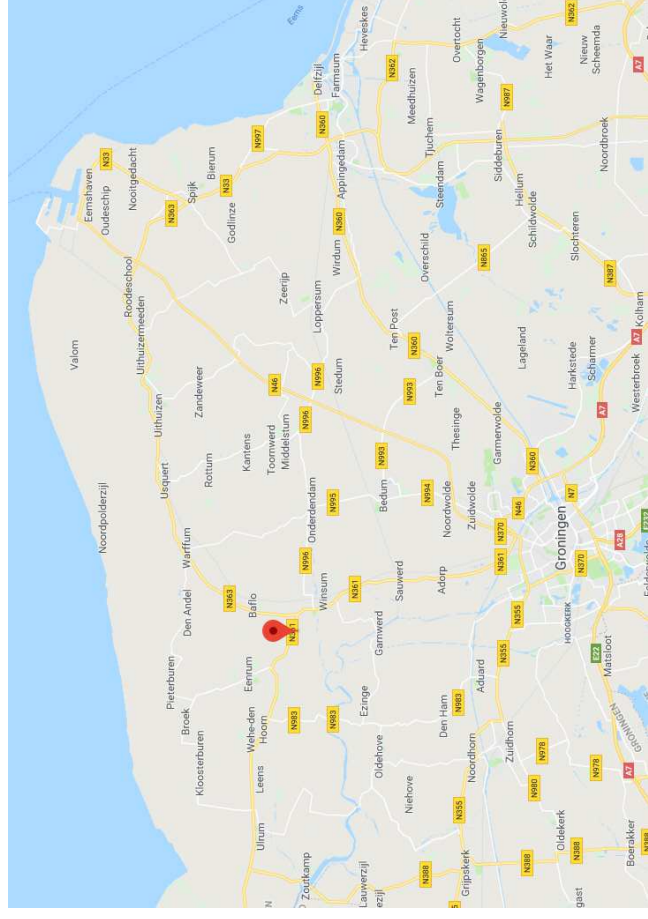 Noordpolderzijl
Valom
Pieterburen
Den Andel
Warffum
Usquert
Uithuizen
Uithuizermeeden
Roodeschool
Eemshaven
Oudeschip
Nooitgedacht
N33
Kloosterburen
Broek
Eenrum
Baflo
N363
Rottum
Zandeweer
N363
Spijk
Bierum
Godlinze
N33
N997
Ulrum
Leens
Wehe-den
Hoorn
N361
Kantens
Toornwerd
Middelstum
N46
Zeerijp
Eems
Zoutkamp
N983
N983
Winsum
N996
Onderdendam
N996
N996
Loppersum
Stedum
N995
Wirdum
N360
Appingedam
N360
Delfzijl
Farmsum
Heveskes
Lauwerzijl
Oldehove
Ezinge
Garnwerd
N361
Bedum
N993
Niehove
Sauwerd
N993
Ten Post
N360
N362
Meedhuizen
N388
Den Ham
N983
Adorp
N994
Noordwolde
Ten Boer
Woltersum
Overschild
Steendam
Tjuchem
Overtocht
Wagenborgen
N355
N355
Grijpskerk
Noordhorn
Aduard
Zuidwolde
Thesinge
Garmerwolde
N865
Siddeburen
N987
Zuidhorn
N355
N355
N361
N370
N46
N360
Lageland
Hellum
Schildwolde
N388
N980
N978
Oldekerk
HOOGKERK
Groningen
N370
N7
Harkstede
Scharmer
Slochteren
Het Waar
Nieuw
Scheemda
N362
N388
N978
E22
Matsloot
A7
N387
Noordbroek
Boerakker
A7
GRONINGEN
A28
Westerbroek
Kolham
A7
A7